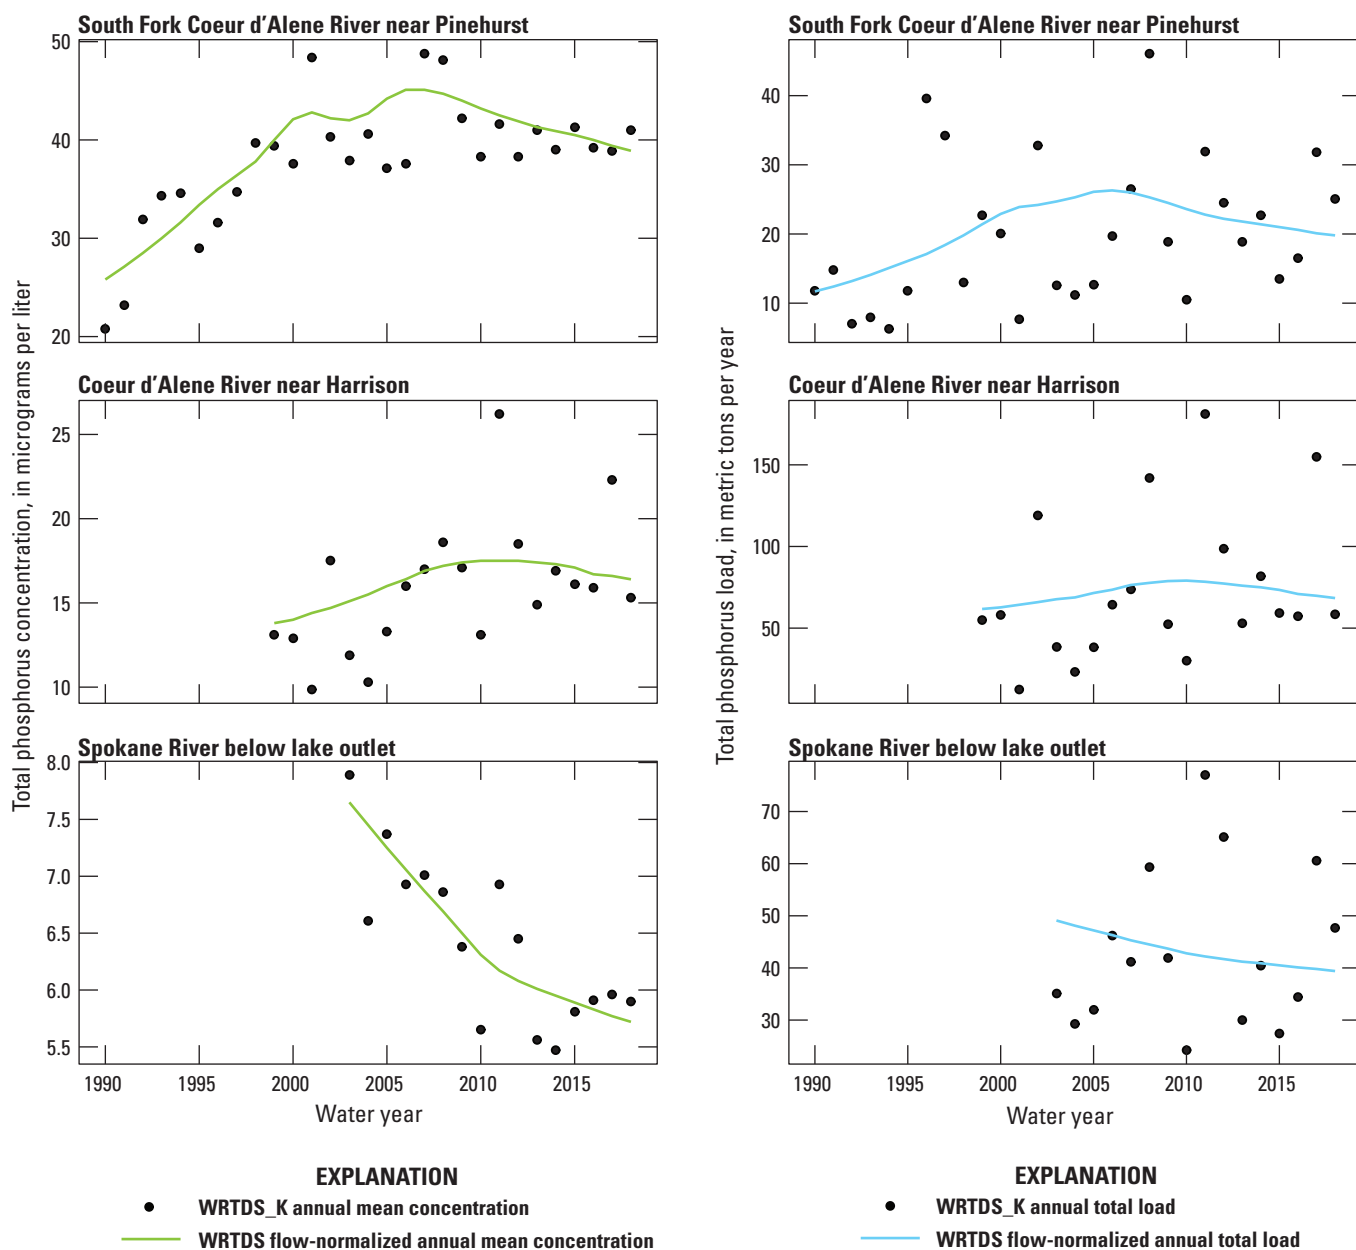 South Fork Coeur d'Alene River near Pinehurst
50
40
30
20
Coeur d'Alene River near Harrison
25
20
15
10
Spokane River below lake outlet
8.0
7.5
7.0
6.5
6.0
5.5
1990 1995 2000 2005 2010 2015
Water year
Total phosphorus concentration, in micrograms per liter
EXPLANATION
WRTDS_K annual mean concentration
WRTDS flow-normalized annual mean concentration
South Fork Coeur d'Alene River near Pinehurst
40
30
20
10
Coeur d'Alene River near Harrison
150
100
50
Spokane River below lake outlet
70
60
50
40
30
1990 1995 2000 2005 2010 2015
Water year
Total phosphorus load, in metric tons per year
EXPLANATION
WRTDS_K annual total load
WRTDS flow-normalized annual total load